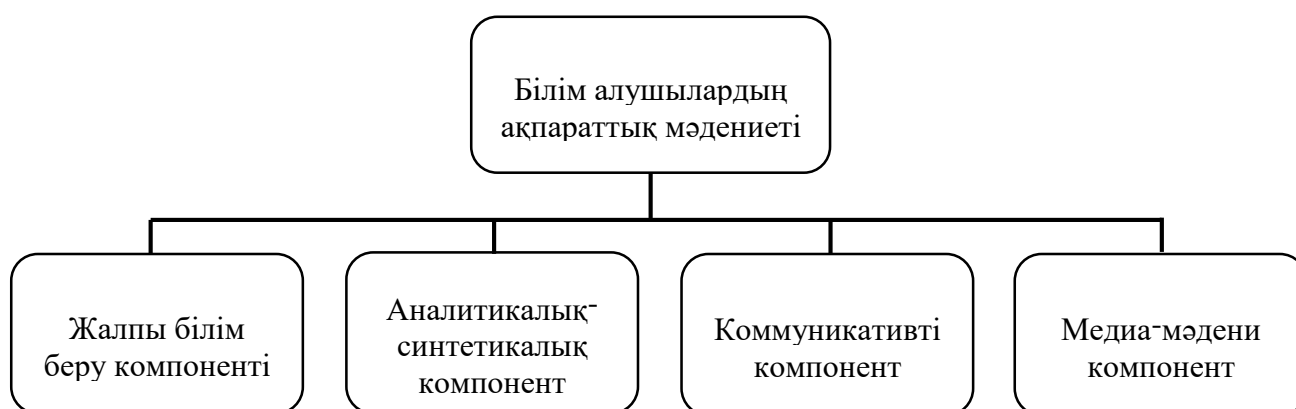 Білім алушылардың
ақпараттық мәдениеті
Жалпы білім
беру компоненті
Аналитикалық-
синтетикалық
компонент
Коммуникативті
компонент
Медиа-мәдени
компонент